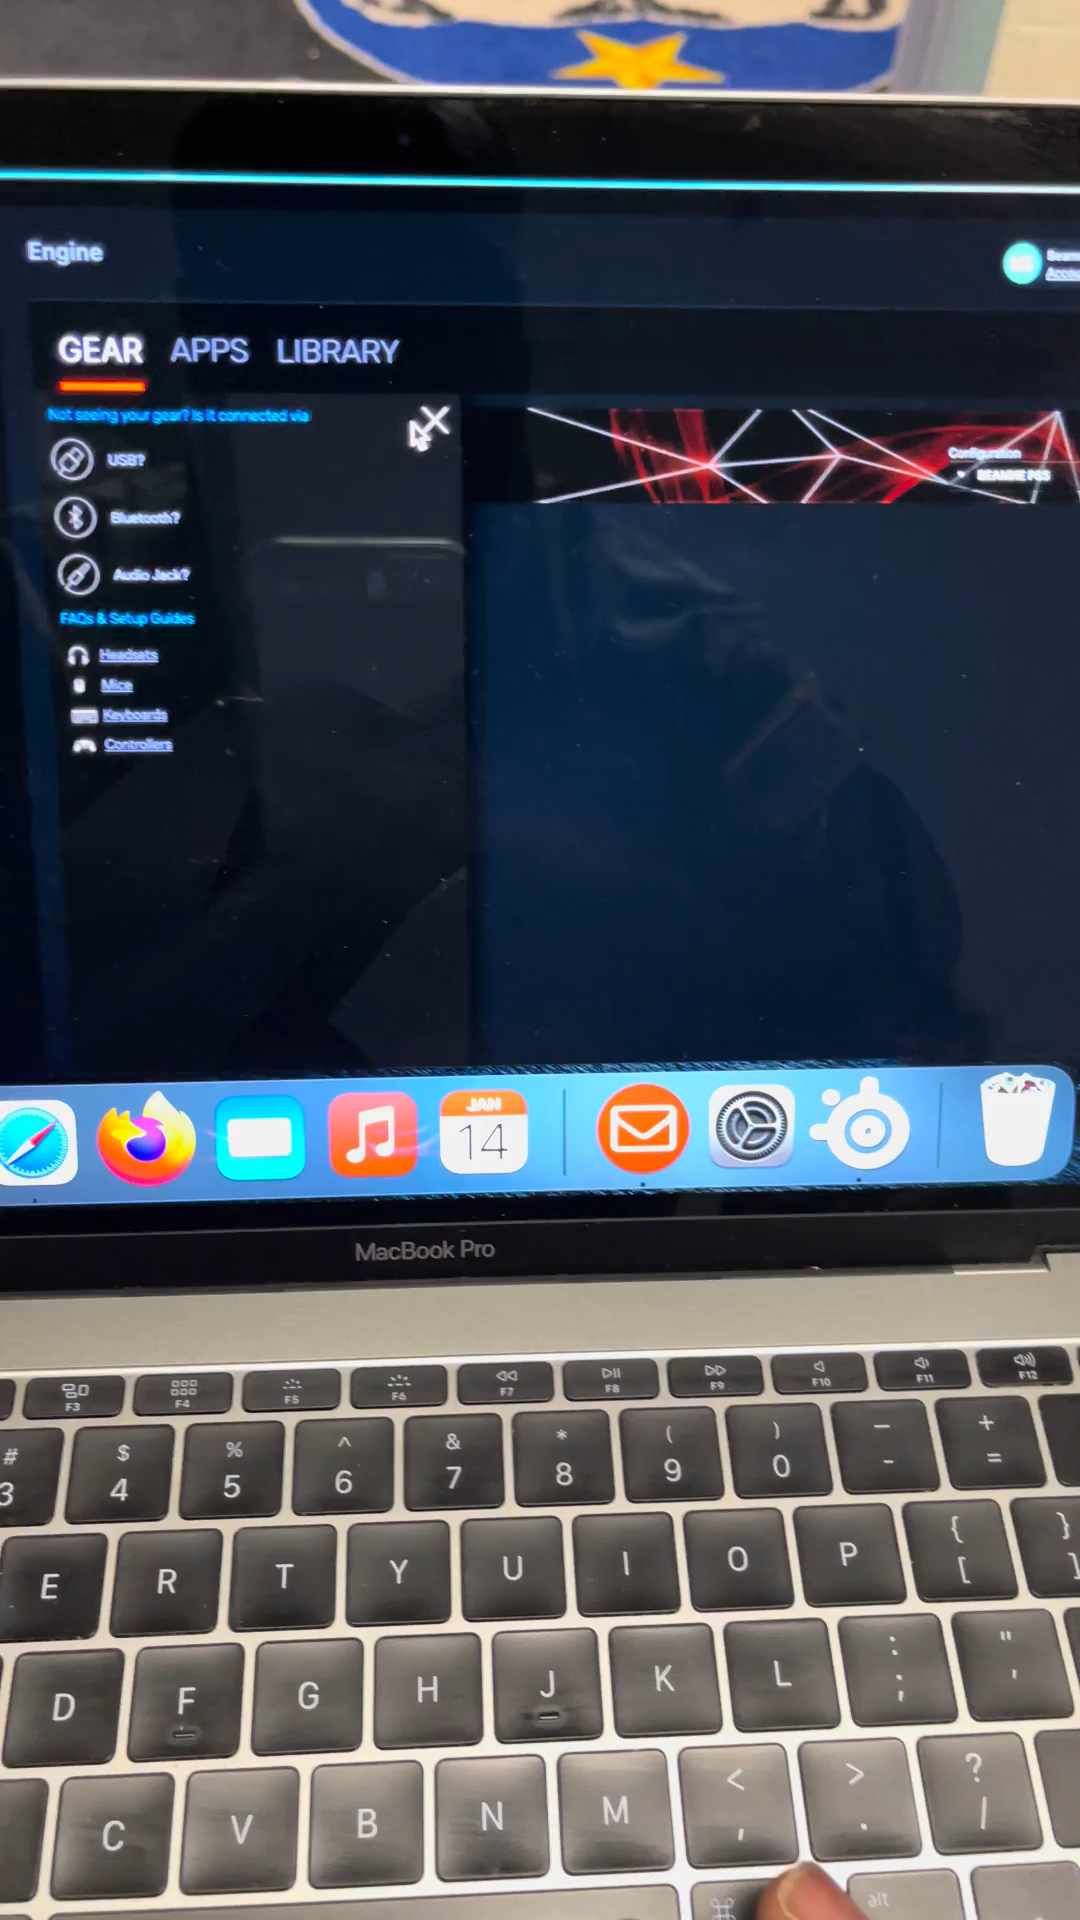 Engine
GEAR APPS LIBRARY
Not seeing your gear? Is it connected via
USB?
Bluetooth?
Audio Jack?
FAQs & Setup Guides
Headsets
Mice
Keyboards
Controllers
Configuration
JAN
14
MacBook Pro
F3 F4 F5 F6 F7 F8 F9 F10 F11 F12
# $ % ^ & * ( ) — +
3 4 5 6 7 8 9 0 - =
{ }
E R T Y U I O P [ ]
: "
D F G H J K L ; '
< > ?
C V B N M , . /
⌘ alt